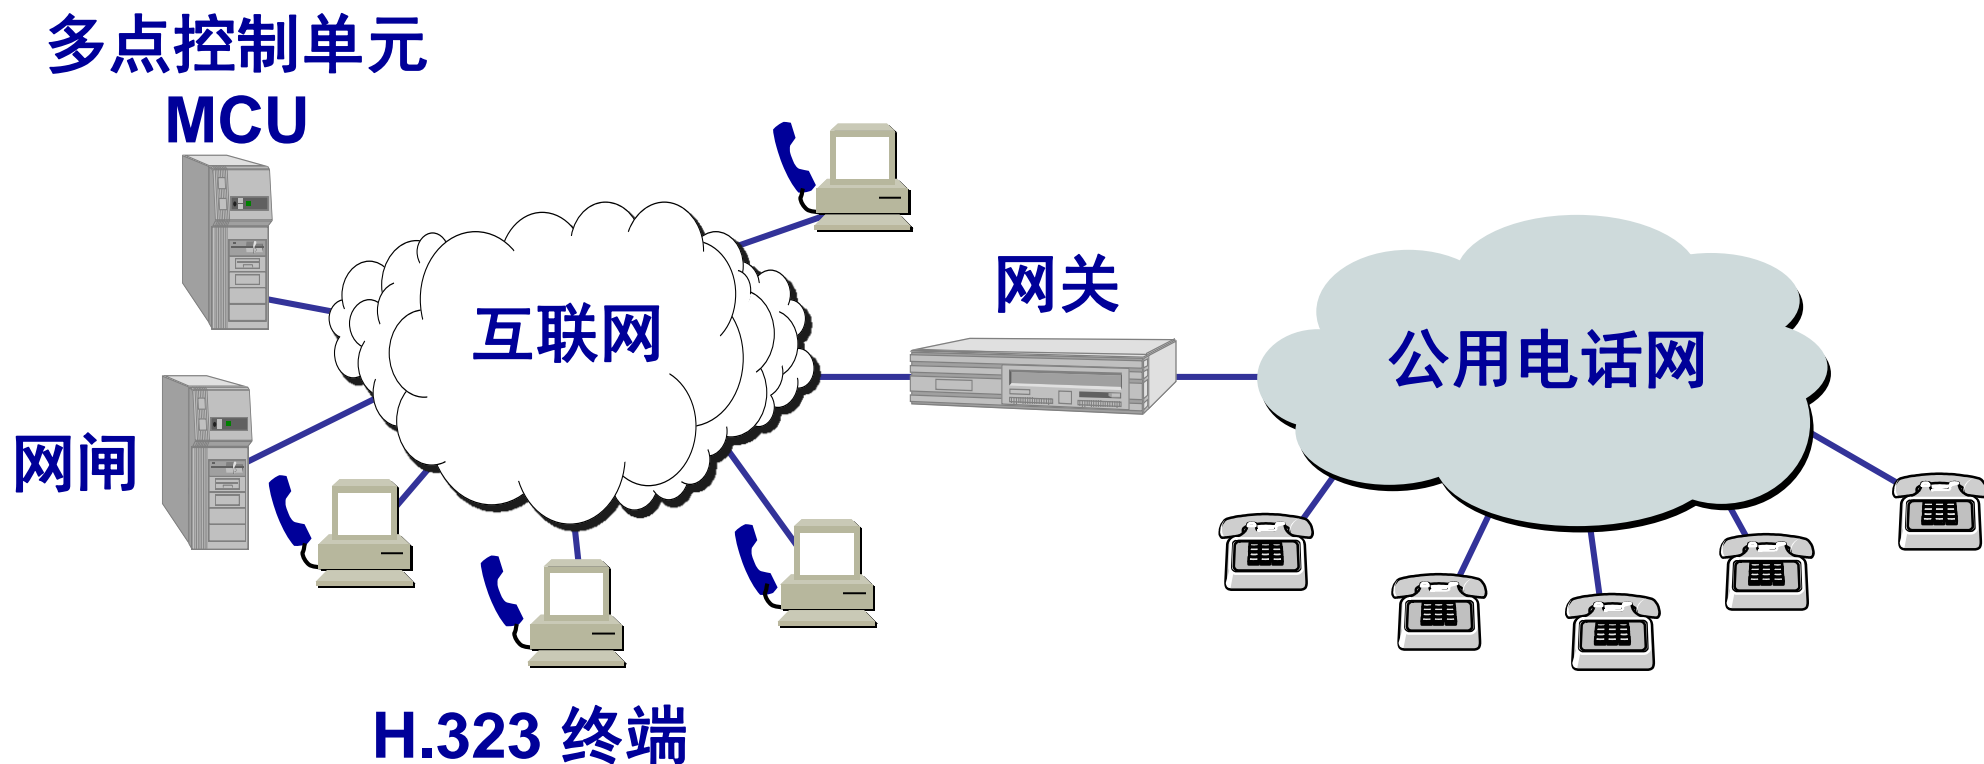 多点控制单元
MCU
网关
互联网
公用电话网
网闸
H.323 终端